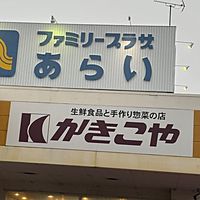 ファミリープラザ
あらい
生鮮食品と手作り惣菜の店
かきこや